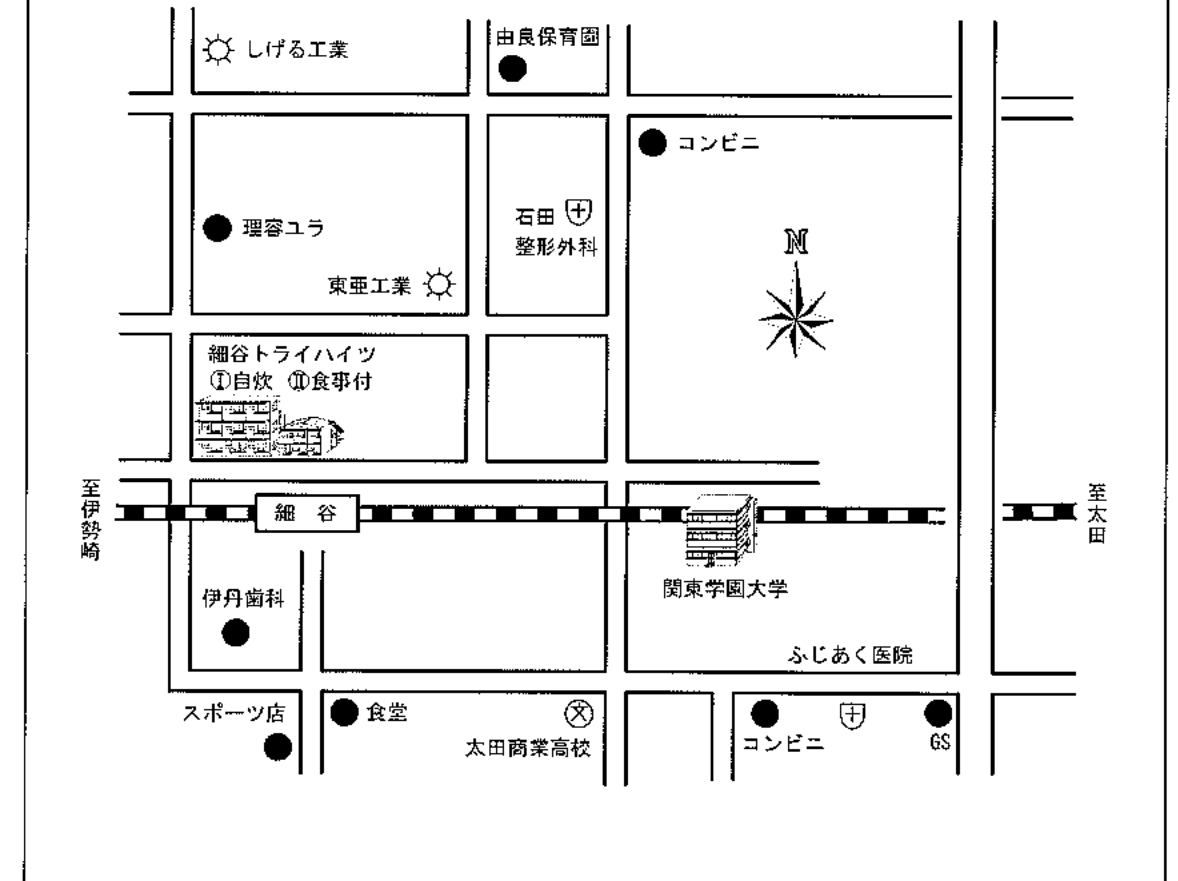 しげる工業
由良保育園
コンビニ
理容ユラ
石田
整形外科
N
東亜工業
細谷トライハイツ
Ⓘ自炊 Ⓘ︎Ⓘ食事付
至伊勢崎
細谷
至太田
関東学園大学
伊丹歯科
ふじあく医院
スポーツ店
食堂
文
太田商業高校
コンビニ
GS